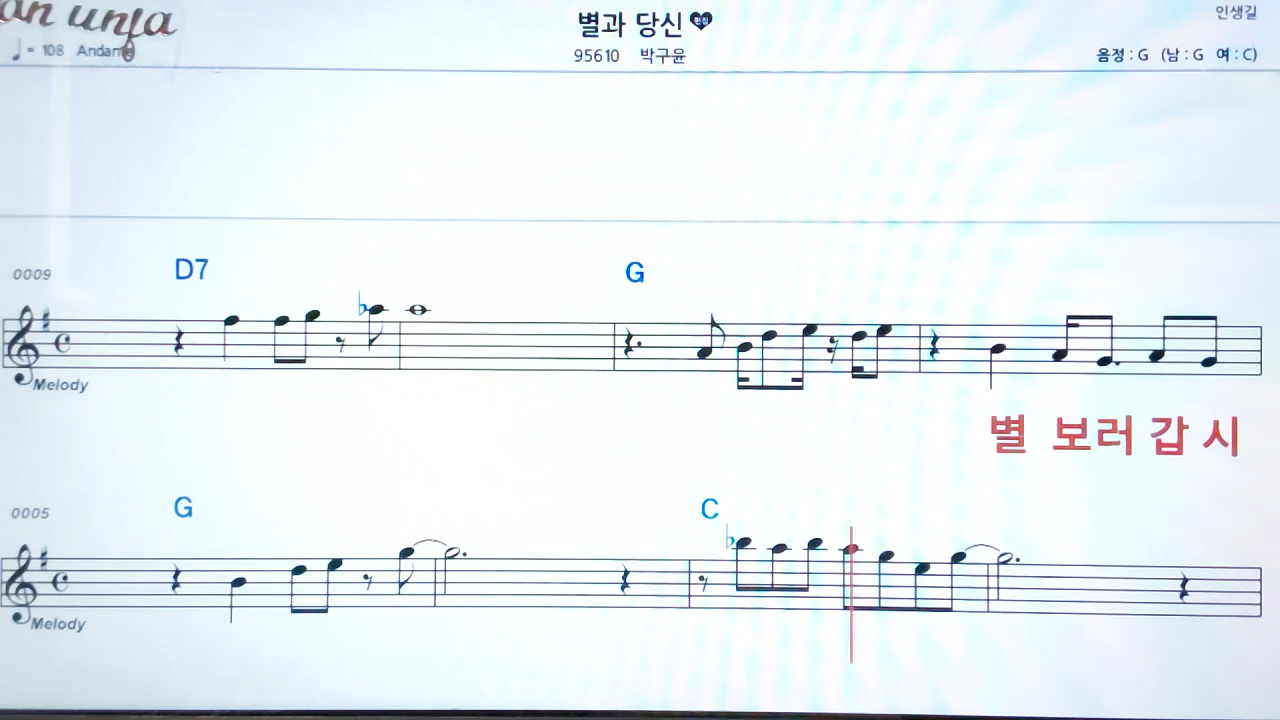 별과 당신
♩= 108 Andante
95610 박구윤
인생길
음정 : G (남 : G 여 : C)
0009
D7
G
Melody
별 보러 갑 시
0005
G
C
Melody